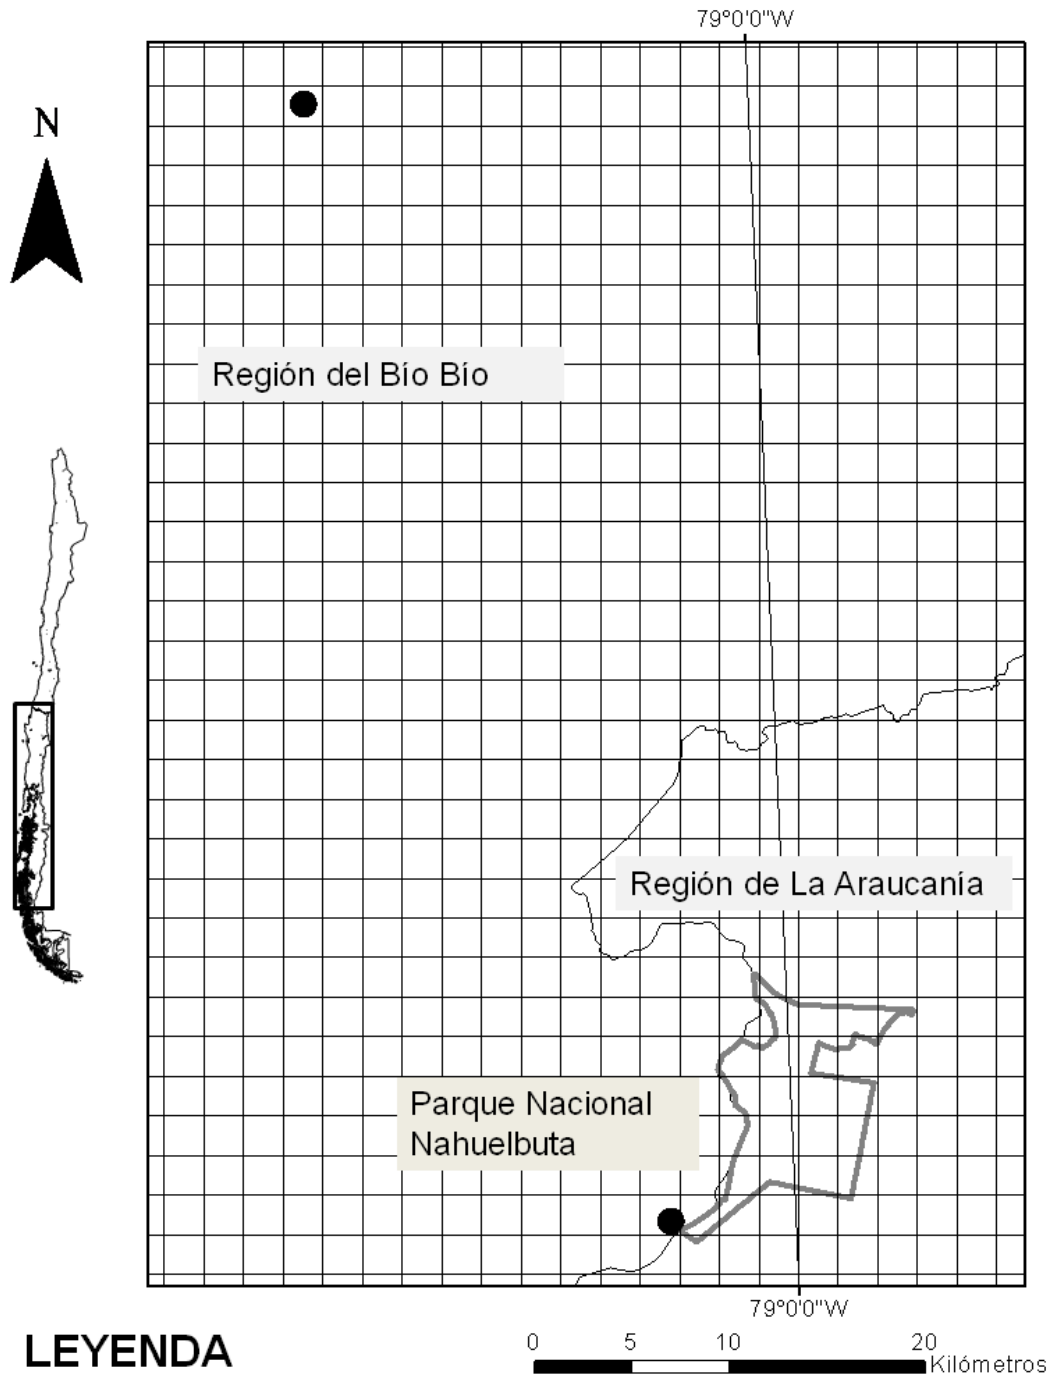 79°0'0"W
N
Región del Bío Bío
Región de La Araucanía
Parque Nacional
Nahuelbuta
79°0'0"W
LEYENDA
0 5 10 20
Kilómetros